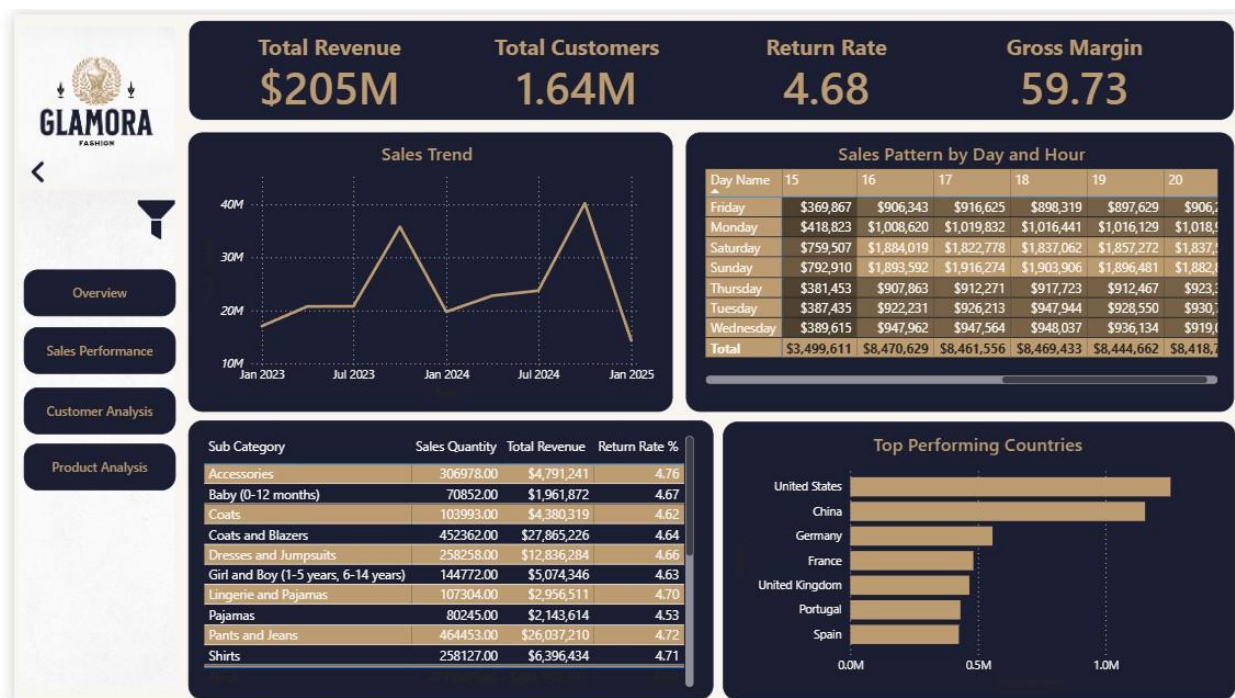 GLAMORA
FASHION
Overview
Sales Performance
Customer Analysis
Product Analysis
Total Revenue Total Customers Return Rate Gross Margin
$205M 1.64M 4.68 59.73
Sales Trend
40M
30M
20M
10M
Jan 2023 Jul 2023 Jan 2024 Jul 2024 Jan 2025
Sales Pattern by Day and Hour
Day Name 15 16 17 18 19 20
Friday $369,867 $906,343 $916,625 $898,319 $897,629
Monday $418,823 $1,008,620 $1,019,832 $1,016,441 $1,016,129
Saturday $759,507 $1,884,019 $1,822,778 $1,837,062 $1,857,272
Sunday $792,910 $1,893,592 $1,916,274 $1,903,906 $1,896,481
Thursday $381,453 $907,863 $912,271 $917,723 $912,467
Tuesday $387,435 $922,231 $926,213 $947,944 $928,550
Wednesday $389,615 $947,962 $947,564 $948,037 $936,134
Total $3,499,611 $8,470,629 $8,461,556 $8,469,433 $8,444,662
Sub Category Sales Quantity Total Revenue Return Rate %
Accessories 306978.00 $4,791,241 4.76
Baby (0-12 months) 70852.00 $1,961,872 4.67
Coats 103993.00 $4,380,319 4.62
Coats and Blazers 452362.00 $27,865,226 4.64
Dresses and Jumpsuits 258258.00 $12,836,284 4.66
Girl and Boy (1-5 years, 6-14 years) 144772.00 $5,074,346 4.63
Lingerie and Pajamas 107304.00 $2,956,511 4.70
Pajamas 80245.00 $2,143,614 4.53
Pants and Jeans 464453.00 $26,037,210 4.72
Shirts 258127.00 $6,396,434 4.71
Top Performing Countries
United States
China
Germany
France
United Kingdom
Portugal
Spain
0.0M 0.5M 1.0M